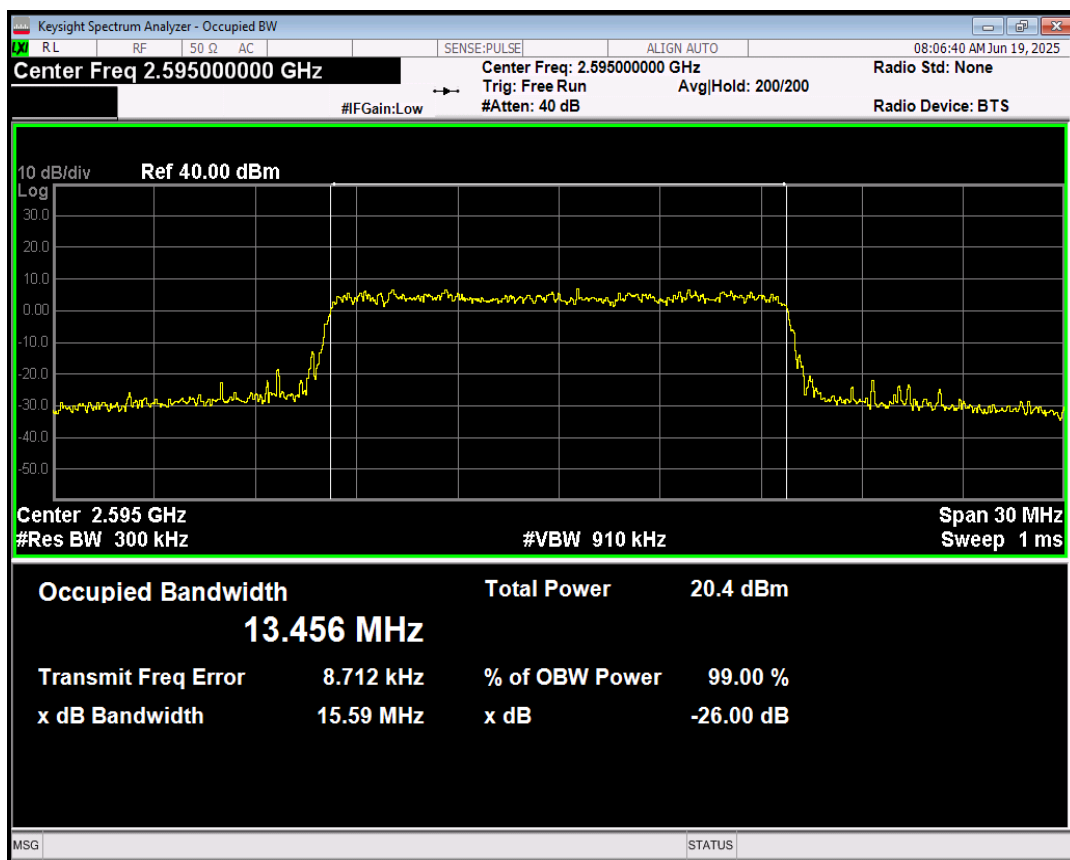 Keysight Spectrum Analyzer - Occupied BW
LXI RL RF 50 Ω AC SENSE:PULSE ALIGN AUTO 08:06:40 AM Jun 19, 2025
Center Freq 2.595000000 GHz
Center Freq: 2.595000000 GHz
Radio Std: None
Trig: Free Run Avg|Hold: 200/200
#IFGain:Low #Atten: 40 dB Radio Device: BTS
10 dB/div Ref 40.00 dBm
Log
30.0
20.0
10.0
0.00
-10.0
-20.0
-30.0
-40.0
-50.0
Center 2.595 GHz Span 30 MHz
#Res BW 300 kHz #VBW 910 kHz Sweep 1 ms
Occupied Bandwidth Total Power 20.4 dBm
13.456 MHz
Transmit Freq Error 8.712 kHz % of OBW Power 99.00 %
x dB Bandwidth 15.59 MHz x dB -26.00 dB
MSG STATUS